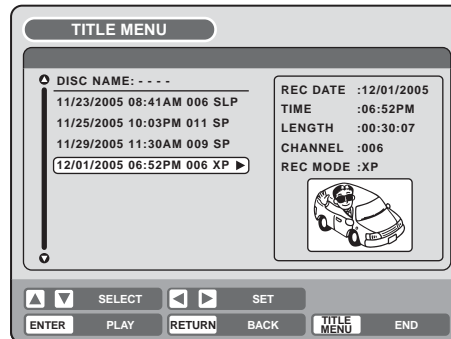 TITLE MENU
DISC NAME: - - - -
11/23/2005 08:41AM 006 SLP
11/25/2005 10:03PM 011 SP
11/29/2005 11:30AM 009 SP
12/01/2005 06:52PM 006 XP ▶
REC DATE :12/01/2005
TIME :06:52PM
LENGTH :00:30:07
CHANNEL :006
REC MODE :XP
SELECT SET
ENTER PLAY RETURN BACK TITLE MENU END